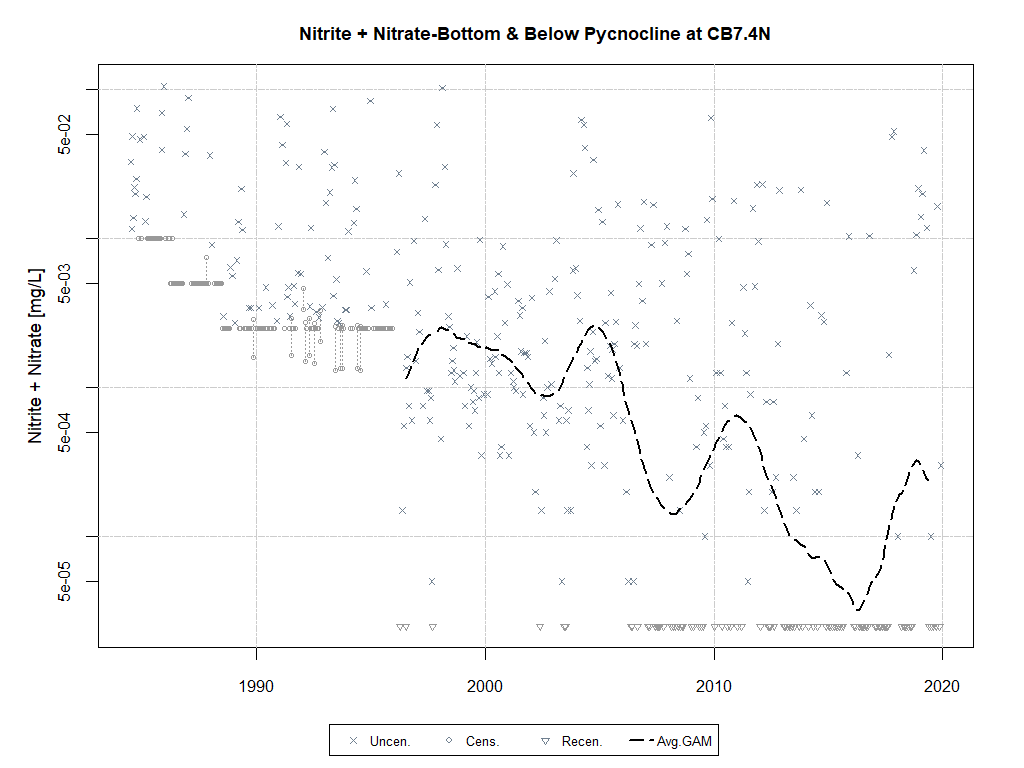 Nitrite + Nitrate-Bottom & Below Pycnocline at CB7.4N
Nitrite + Nitrate [mg/L]
5e-02
5e-03
5e-04
5e-05
1990 2000 2010 2020
Uncen. Cens. Recen. Avg.GAM